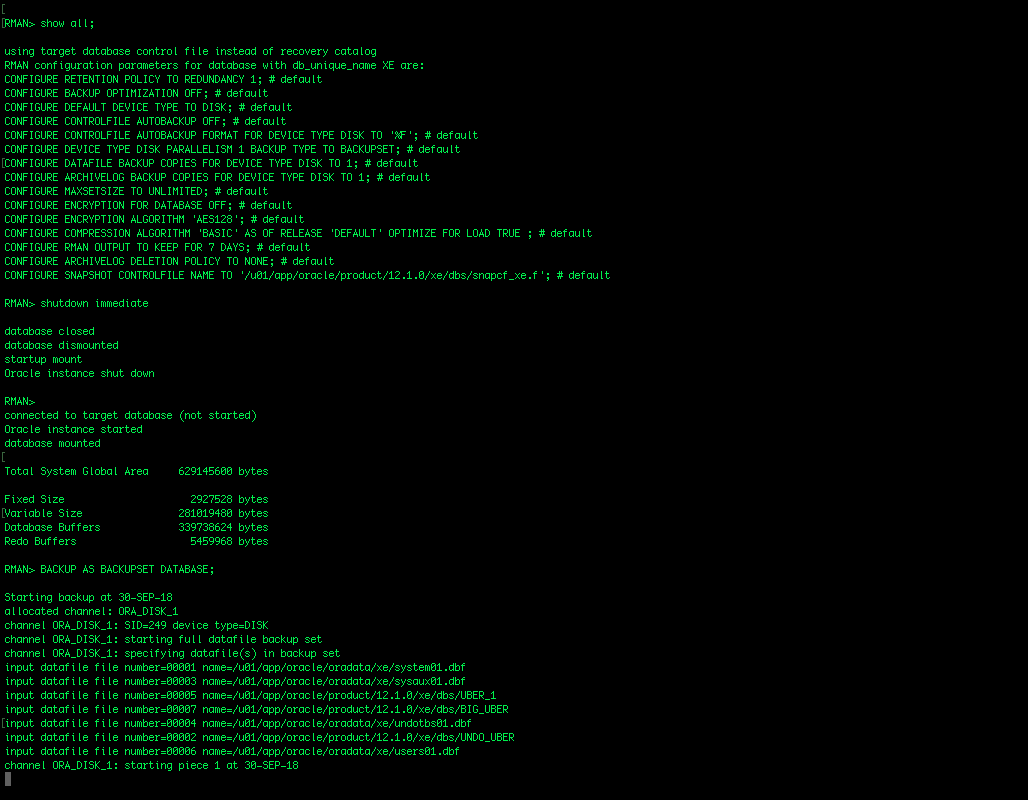 RMAN> show all;
using target database control file instead of recovery catalog
RMAN configuration parameters for database with db_unique_name XE are:
CONFIGURE RETENTION POLICY TO REDUNDANCY 1; # default
CONFIGURE BACKUP OPTIMIZATION OFF; # default
CONFIGURE DEFAULT DEVICE TYPE TO DISK; # default
CONFIGURE CONTROLFILE AUTOBACKUP OFF; # default
CONFIGURE CONTROLFILE AUTOBACKUP FORMAT FOR DEVICE TYPE DISK TO '%F'; # default
CONFIGURE DEVICE TYPE DISK PARALLELISM 1 BACKUP TYPE TO BACKUPSET; # default
CONFIGURE DATAFILE BACKUP COPIES FOR DEVICE TYPE DISK TO 1; # default
CONFIGURE ARCHIVELOG BACKUP COPIES FOR DEVICE TYPE DISK TO 1; # default
CONFIGURE MAXSETSIZE TO UNLIMITED; # default
CONFIGURE ENCRYPTION FOR DATABASE OFF; # default
CONFIGURE ENCRYPTION ALGORITHM 'AES128'; # default
CONFIGURE COMPRESSION ALGORITHM 'BASIC' AS OF RELEASE 'DEFAULT' OPTIMIZE FOR LOAD TRUE ; # default
CONFIGURE RMAN OUTPUT TO KEEP FOR 7 DAYS; # default
CONFIGURE ARCHIVELOG DELETION POLICY TO NONE; # default
CONFIGURE SNAPSHOT CONTROLFILE NAME TO '/u01/app/oracle/product/12.1.0/xe/dbs/snapcf_xe.f'; # default
RMAN> shutdown immediate
database closed
database dismounted
startup mount
Oracle instance shut down
RMAN>
connected to target database (not started)
Oracle instance started
database mounted
Total System Global Area 629145600 bytes
Fixed Size 2927528 bytes
Variable Size 281019480 bytes
Database Buffers 339738624 bytes
Redo Buffers 5459968 bytes
RMAN> BACKUP AS BACKUPSET DATABASE;
Starting backup at 30-SEP-18
allocated channel: ORA_DISK_1
channel ORA_DISK_1: SID=249 device type=DISK
channel ORA_DISK_1: starting full datafile backup set
channel ORA_DISK_1: specifying datafile(s) in backup set
input datafile file number=00001 name=/u01/app/oracle/oradata/xe/system01.dbf
input datafile file number=00003 name=/u01/app/oracle/oradata/xe/sysaux01.dbf
input datafile file number=00005 name=/u01/app/oracle/product/12.1.0/xe/dbs/UBER_1
input datafile file number=00007 name=/u01/app/oracle/product/12.1.0/xe/dbs/BIG_UBER
input datafile file number=00004 name=/u01/app/oracle/oradata/xe/undotbs01.dbf
input datafile file number=00002 name=/u01/app/oracle/product/12.1.0/xe/dbs/UNDO_UBER
input datafile file number=00006 name=/u01/app/oracle/oradata/xe/users01.dbf
channel ORA_DISK_1: starting piece 1 at 30-SEP-18